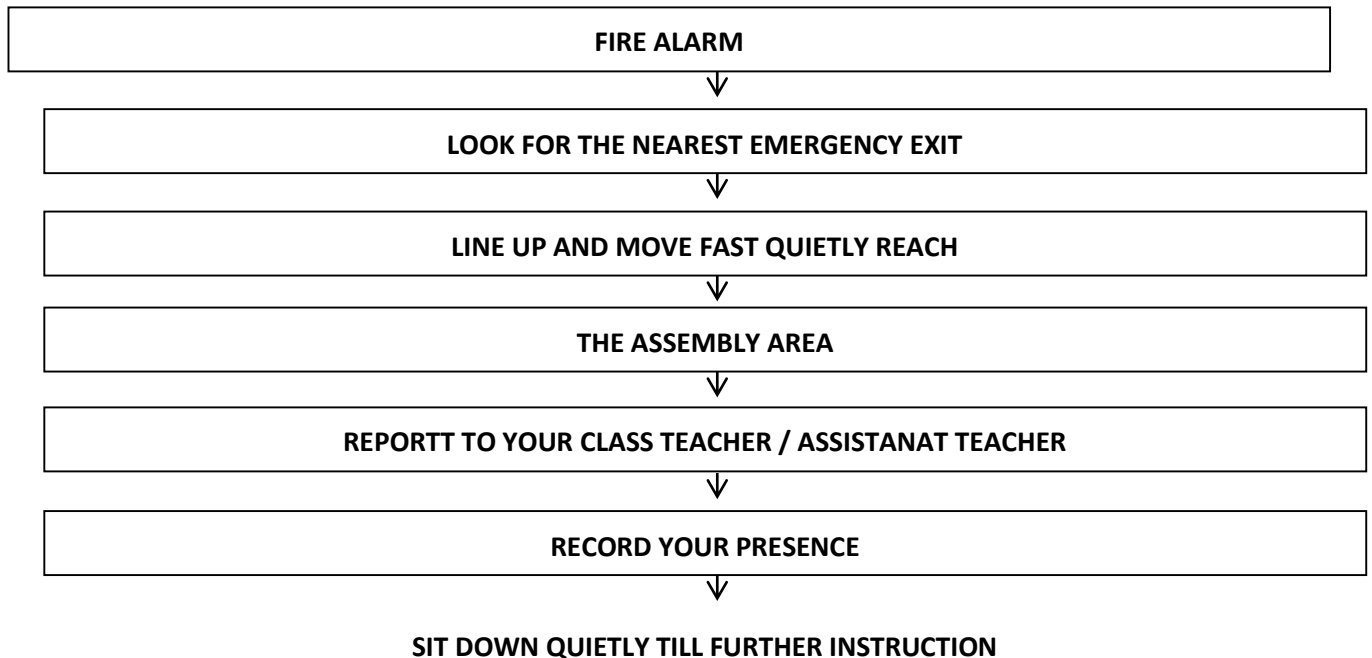 FIRE ALARM
LOOK FOR THE NEAREST EMERGENCY EXIT
LINE UP AND MOVE FAST QUIETLY REACH
THE ASSEMBLY AREA
REPORTT TO YOUR CLASS TEACHER / ASSISTANAT TEACHER
RECORD YOUR PRESENCE
SIT DOWN QUIETLY TILL FURTHER INSTRUCTION